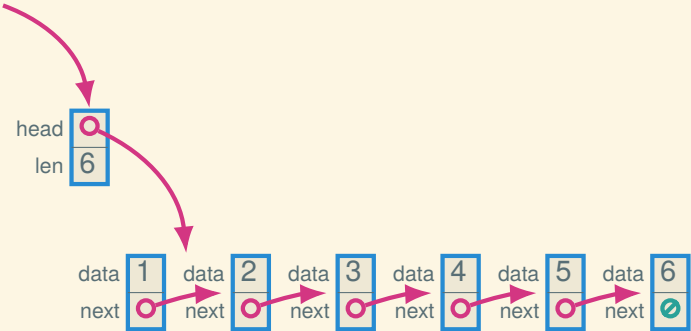 head
len 6
data 1 data 2 data 3 data 4 data 5 data 6
next next next next next next